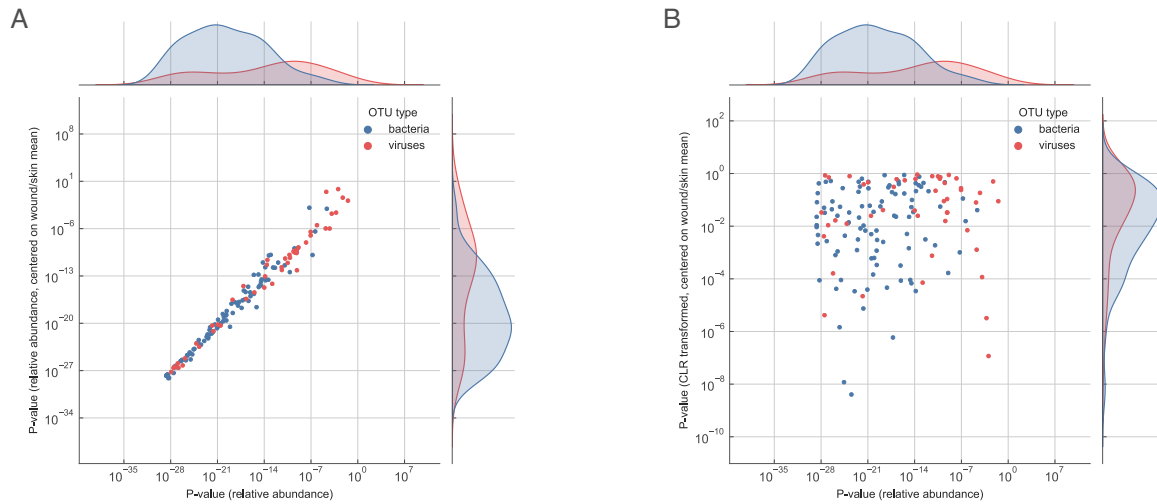 A
OTU type
bacteria
viruses
10^8
10^1
10^−6
10^−13
10^−20
10^−27
10^−34
P-value (relative abundance, centered on wound/skin mean)
10^−35 10^−28 10^−21 10^−14 10^−7 10^0 10^7
P-value (relative abundance)
B
OTU type
bacteria
viruses
10^2
10^0
10^−2
10^−4
10^−6
10^−8
10^−10
P-value (CLR transformed, centered on wound/skin mean)
10^−35 10^−28 10^−21 10^−14 10^−7 10^0 10^7
P-value (relative abundance)